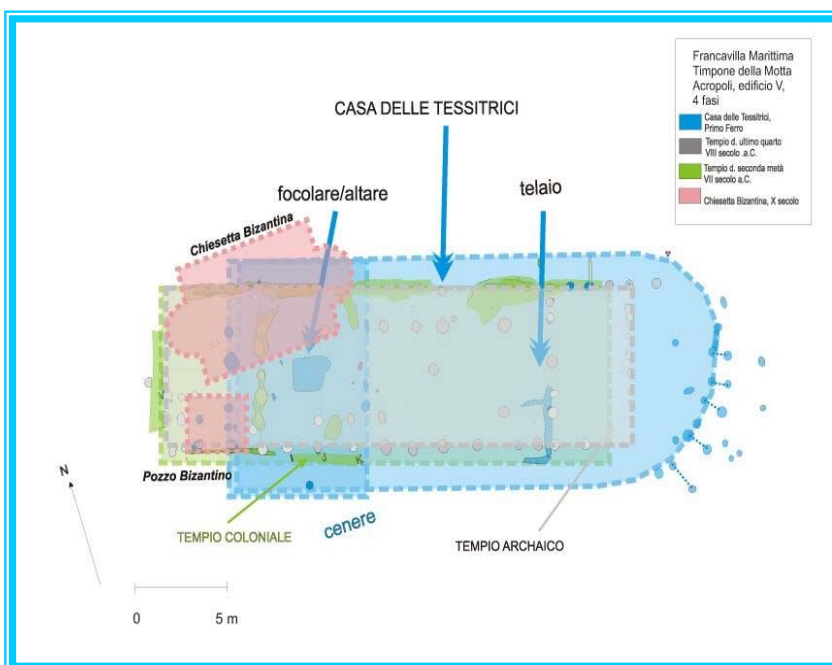 Francavilla Marittima
Timpone della Motta
Acropoli, edificio V,
4 fasi
Casa delle Tessitrici,
Primo Ferro
Tempio d. ultimo quarto
VIII secolo .a.C.
Tempio d. seconda metà
VII secolo a.C.
Chiesetta Bizantina, X secolo
CASA DELLE TESSITRICI
focolare/altare
telaio
Chiesetta Bizantina
I J K
Pozzo Bizantino
N
TEMPIO COLONIALE
cenere
TEMPIO ARCHAICO
0 5 m